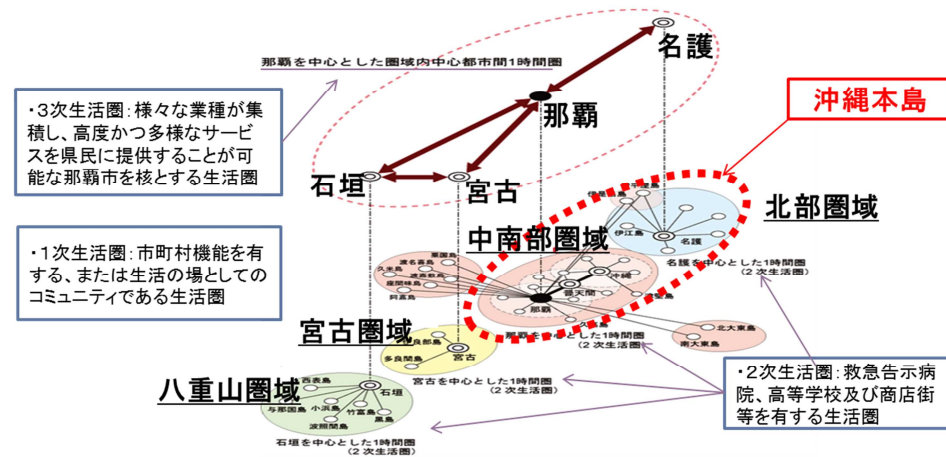 名護
那覇を中心とした圏域内中心都市間1時間圏
沖縄本島
・3次生活圏:様々な業種が集
積し、高度かつ多様なサービ
スを県民に提供することが可
能な那覇市を核とする生活圏
那覇
石垣
宮古
北部圏域
伊江島
名護
名護を中心とした1時間圏
(2次生活圏)
中南部圏域
・1次生活圏:市町村機能を有
する、または生活の場としての
コミュニティである生活圏
粟国島
渡名喜島
久米島
渡嘉敷島
座間味島
阿嘉島
沖縄
普天間
那覇
那覇を中心とした1時間圏
(2次生活圏)
北大東島
南大東島
宮古圏域
良部島
多良間島
宮古
宮古を中心とした1時間圏
(2次生活圏)
・2次生活圏:救急告示病
院、高等学校及び商店街
等を有する生活圏
八重山圏域
西表島
石垣
与那国島
小浜島
竹富島
黒島
波照間島
石垣を中心とした1時間圏
(2次生活圏)